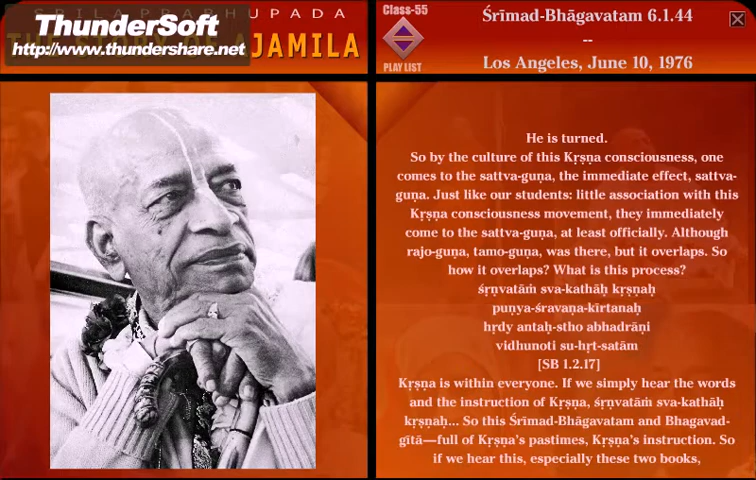 SRILA PRABHUPADA
ThunderSoft
http://www.thundershare.net
THE STORY OF AJAMILA
Class-55
PLAY LIST
Śrīmad-Bhāgavatam 6.1.44
--
Los Angeles, June 10, 1976
He is turned.
So by the culture of this Kṛṣṇa consciousness, one
comes to the sattva-guṇa, the immediate effect, sattva-
guṇa. Just like our students: little association with this
Kṛṣṇa consciousness movement, they immediately
come to the sattva-guṇa, at least officially. Although
rajo-guṇa, tamo-guṇa, was there, but it overlaps. So
how it overlaps? What is this process?
śṛṇvatāṁ sva-kathāḥ kṛṣṇaḥ
puṇya-śravaṇa-kīrtanaḥ
hṛdy antaḥ-stho abhadrāṇi
vidhunoti su-hṛt-satām
[SB 1.2.17]
Kṛṣṇa is within everyone. If we simply hear the words
and the instruction of Kṛṣṇa, śṛṇvatāṁ sva-kathāḥ
kṛṣṇaḥ... So this Śrīmad-Bhāgavatam and Bhagavad-
gītā—full of Kṛṣṇa's pastimes, Kṛṣṇa's instruction. So
if we hear this, especially these two books,